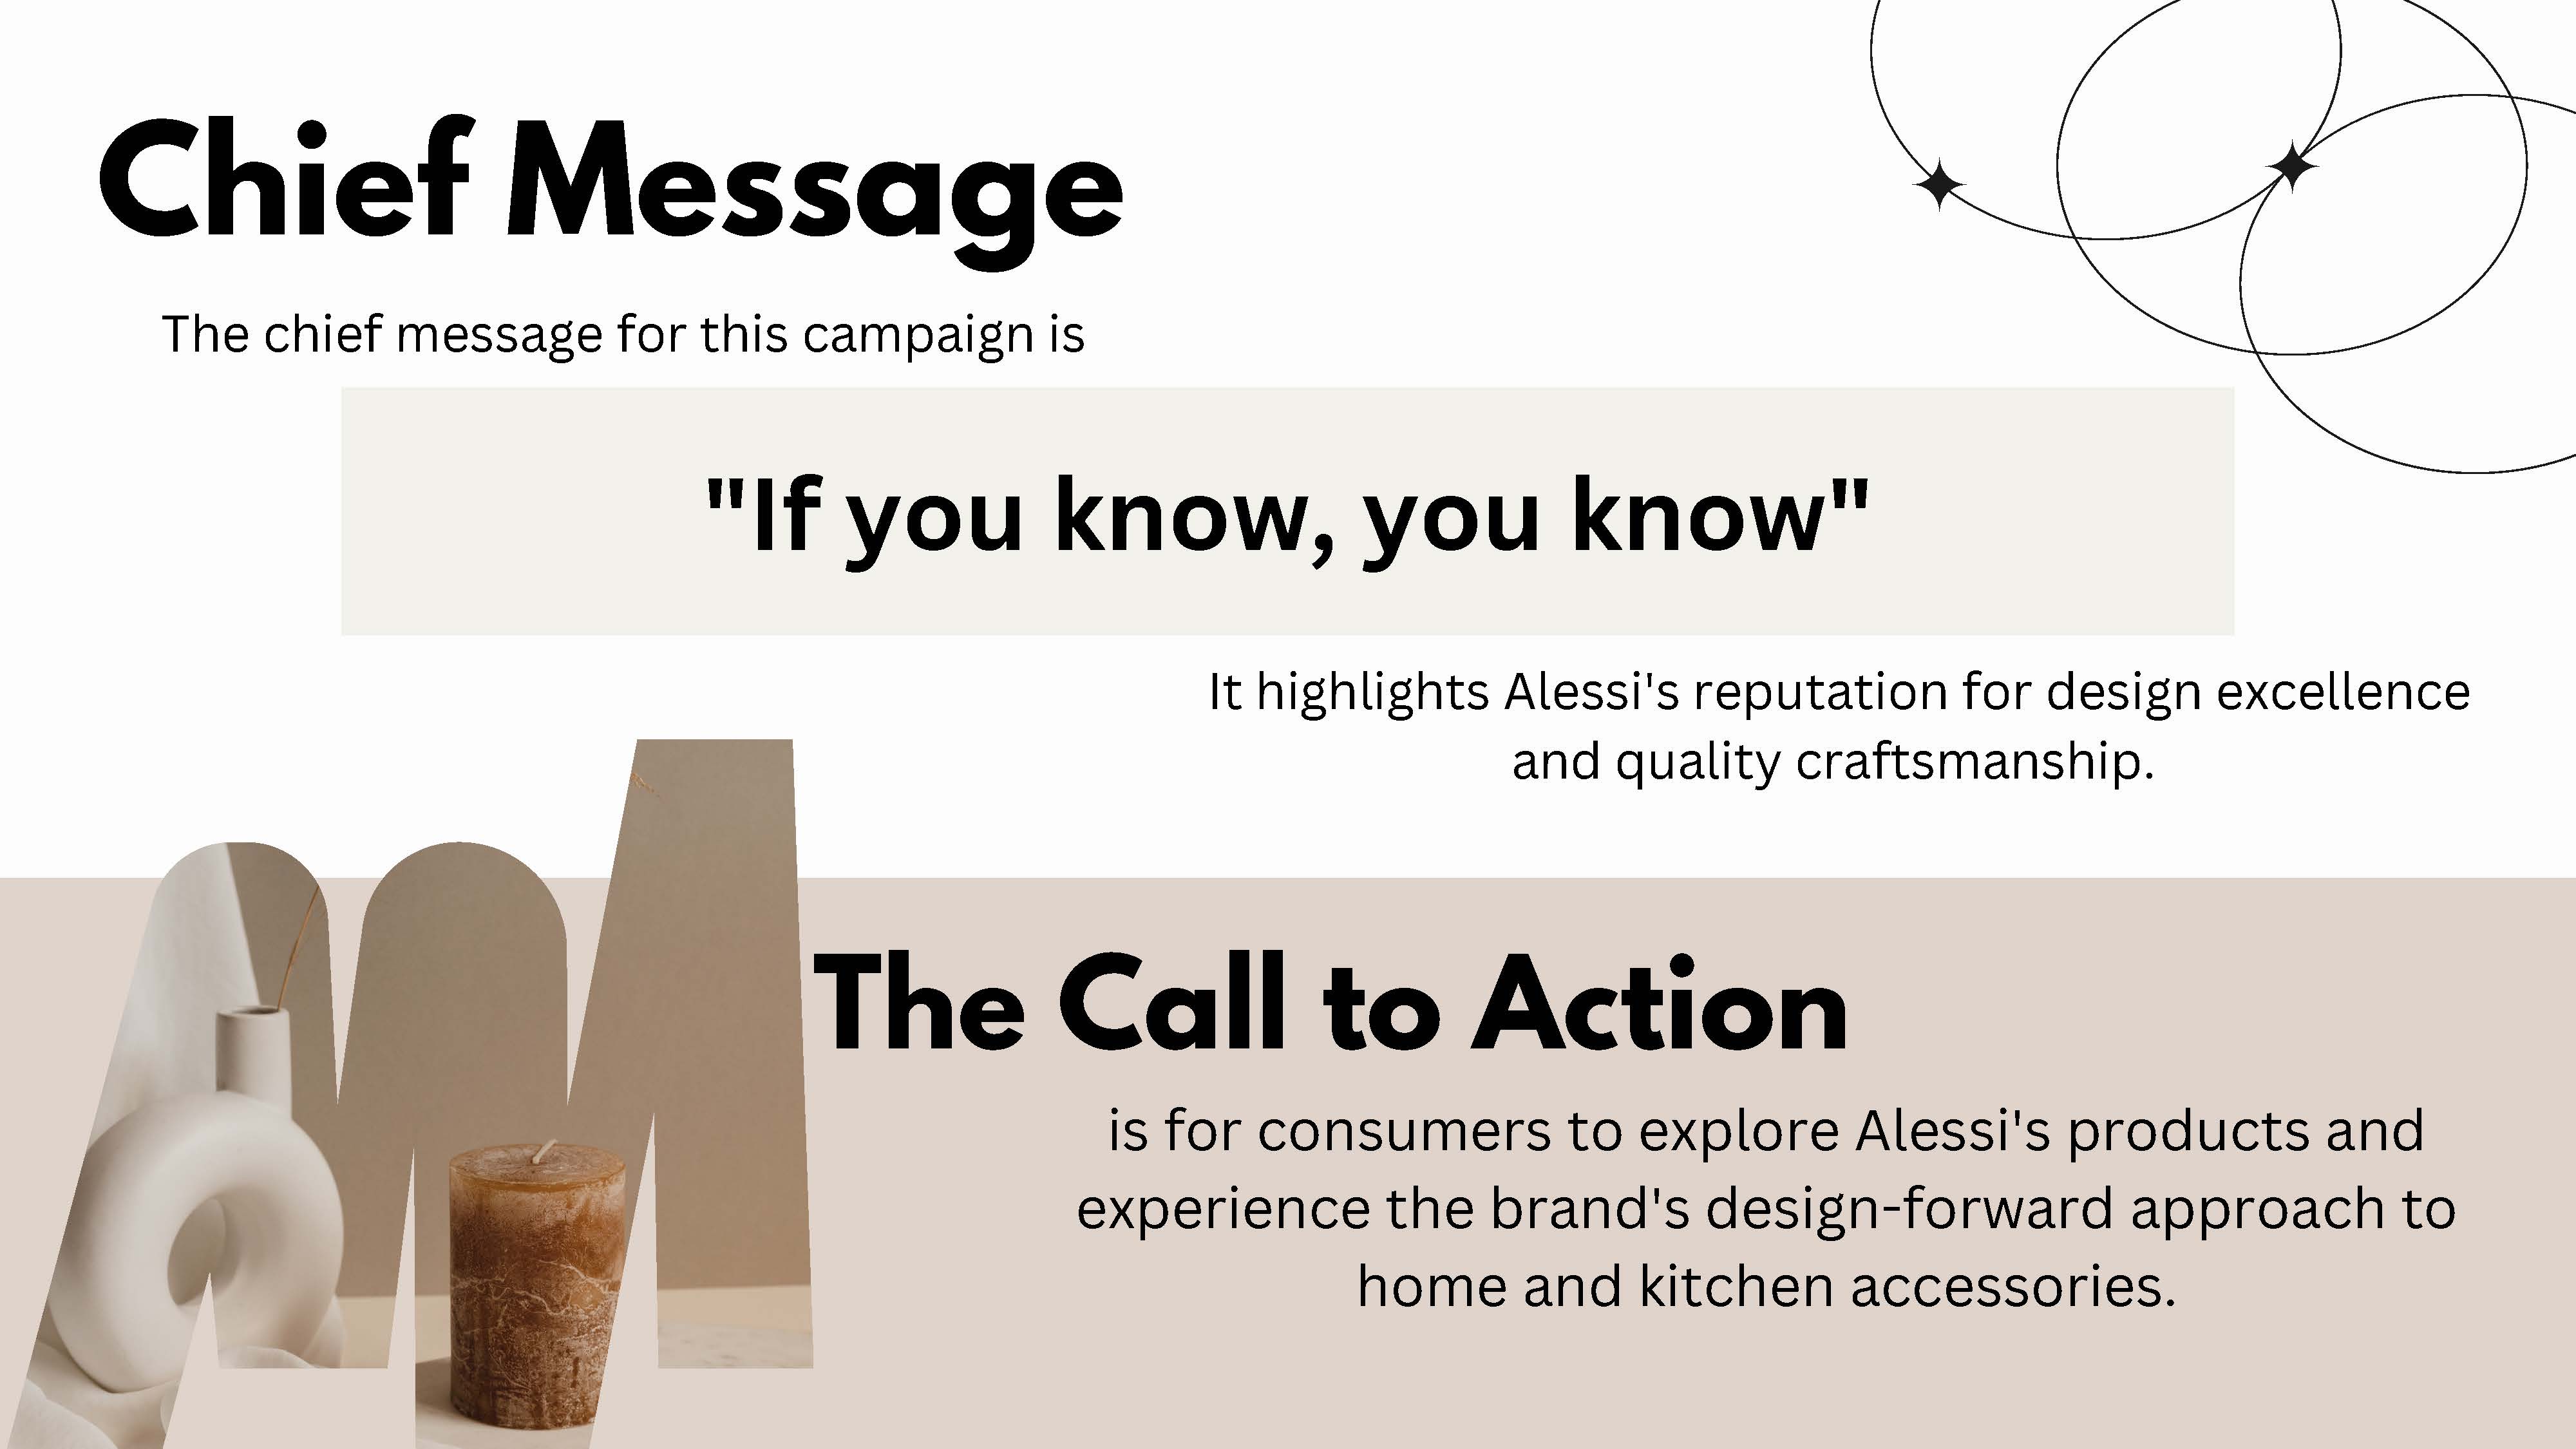 Chief Message
The chief message for this campaign is
"If you know, you know"
It highlights Alessi's reputation for design excellence
and quality craftsmanship.
The Call to Action
is for consumers to explore Alessi's products and
experience the brand's design-forward approach to
home and kitchen accessories.